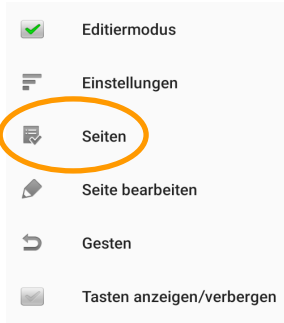 Editiermodus
Einstellungen
Seiten
Seite bearbeiten
Gesten
Tasten anzeigen/verbergen